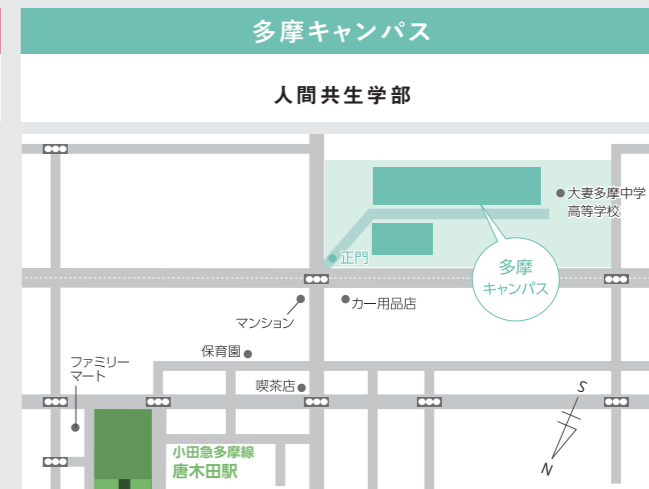 多摩キャンパス
人間共生学部
大妻多摩中学
高等学校
正門
多摩
キャンパス
カー用品店
マンション
保育園
ファミリー
マート
喫茶店
S
小田急多摩線
唐木田駅
N